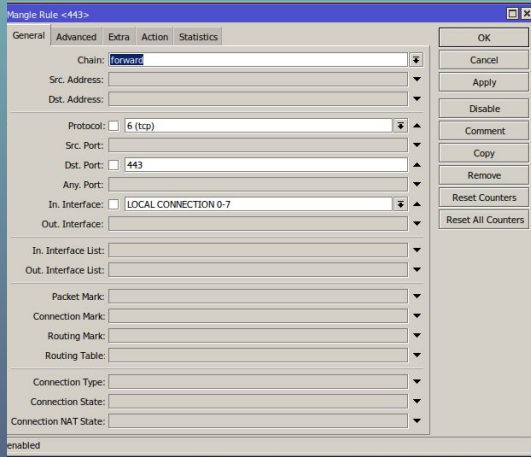 Mangle Rule <443>
General Advanced Extra Action Statistics
Chain: forward
Src. Address:
Dst. Address:
Protocol: 6 (tcp)
Src. Port:
Dst. Port: 443
Any. Port:
In. Interface: LOCAL CONNECTION 0-7
Out. Interface:
In. Interface List:
Out. Interface List:
Packet Mark:
Connection Mark:
Routing Mark:
Routing Table:
Connection Type:
Connection State:
Connection NAT State:
enabled
OK
Cancel
Apply
Disable
Comment
Copy
Remove
Reset Counters
Reset All Counters